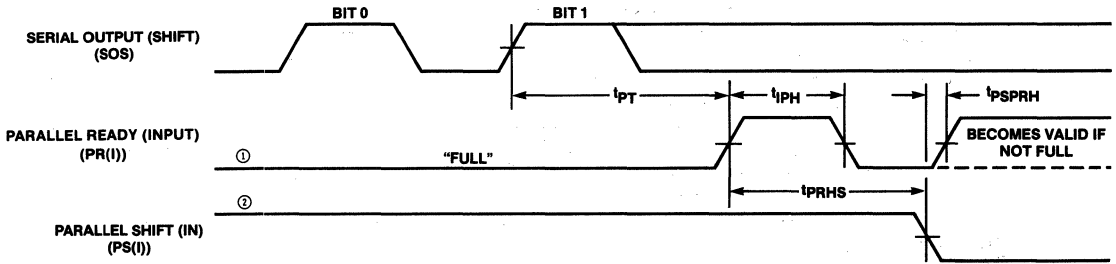 BIT 0
BIT 1
SERIAL OUTPUT (SHIFT)
(SOS)
tPT
tIPH
tPSPRH
PARALLEL READY (INPUT)
(PR(I))
①
"FULL"
BECOMES VALID IF
NOT FULL
tPRHS
②
PARALLEL SHIFT (IN)
(PS(I))